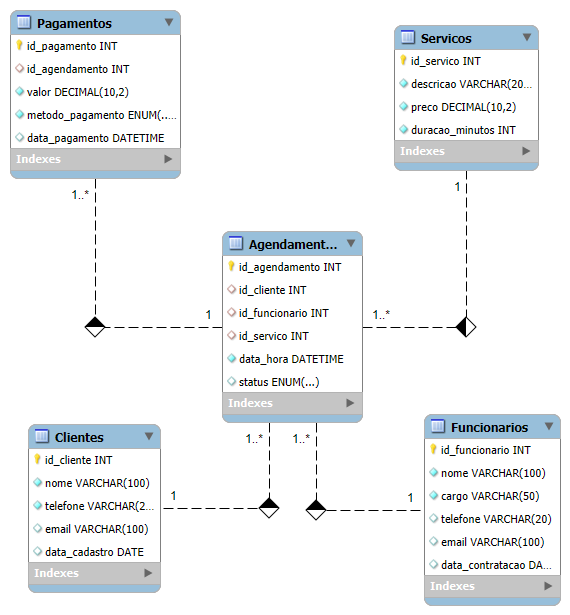 Pagamentos
id_pagamento INT
id_agendamento INT
valor DECIMAL(10,2)
metodo_pagamento ENUM(...
data_pagamento DATETIME
Indexes
1..*
Servicos
id_servico INT
descricao VARCHAR(20...
preco DECIMAL(10,2)
duracao_minutos INT
Indexes
1
Agendament...
id_agendamento INT
id_cliente INT
id_funcionario INT
id_servico INT
data_hora DATETIME
status ENUM(...)
Indexes
1
1..*
1..*
1..*
Clientes
id_cliente INT
nome VARCHAR(100)
telefone VARCHAR(2...
email VARCHAR(100)
data_cadastro DATE
Indexes
1
Funcionarios
id_funcionario INT
nome VARCHAR(100)
cargo VARCHAR(50)
telefone VARCHAR(20)
email VARCHAR(100)
data_contratacao DA...
Indexes
1